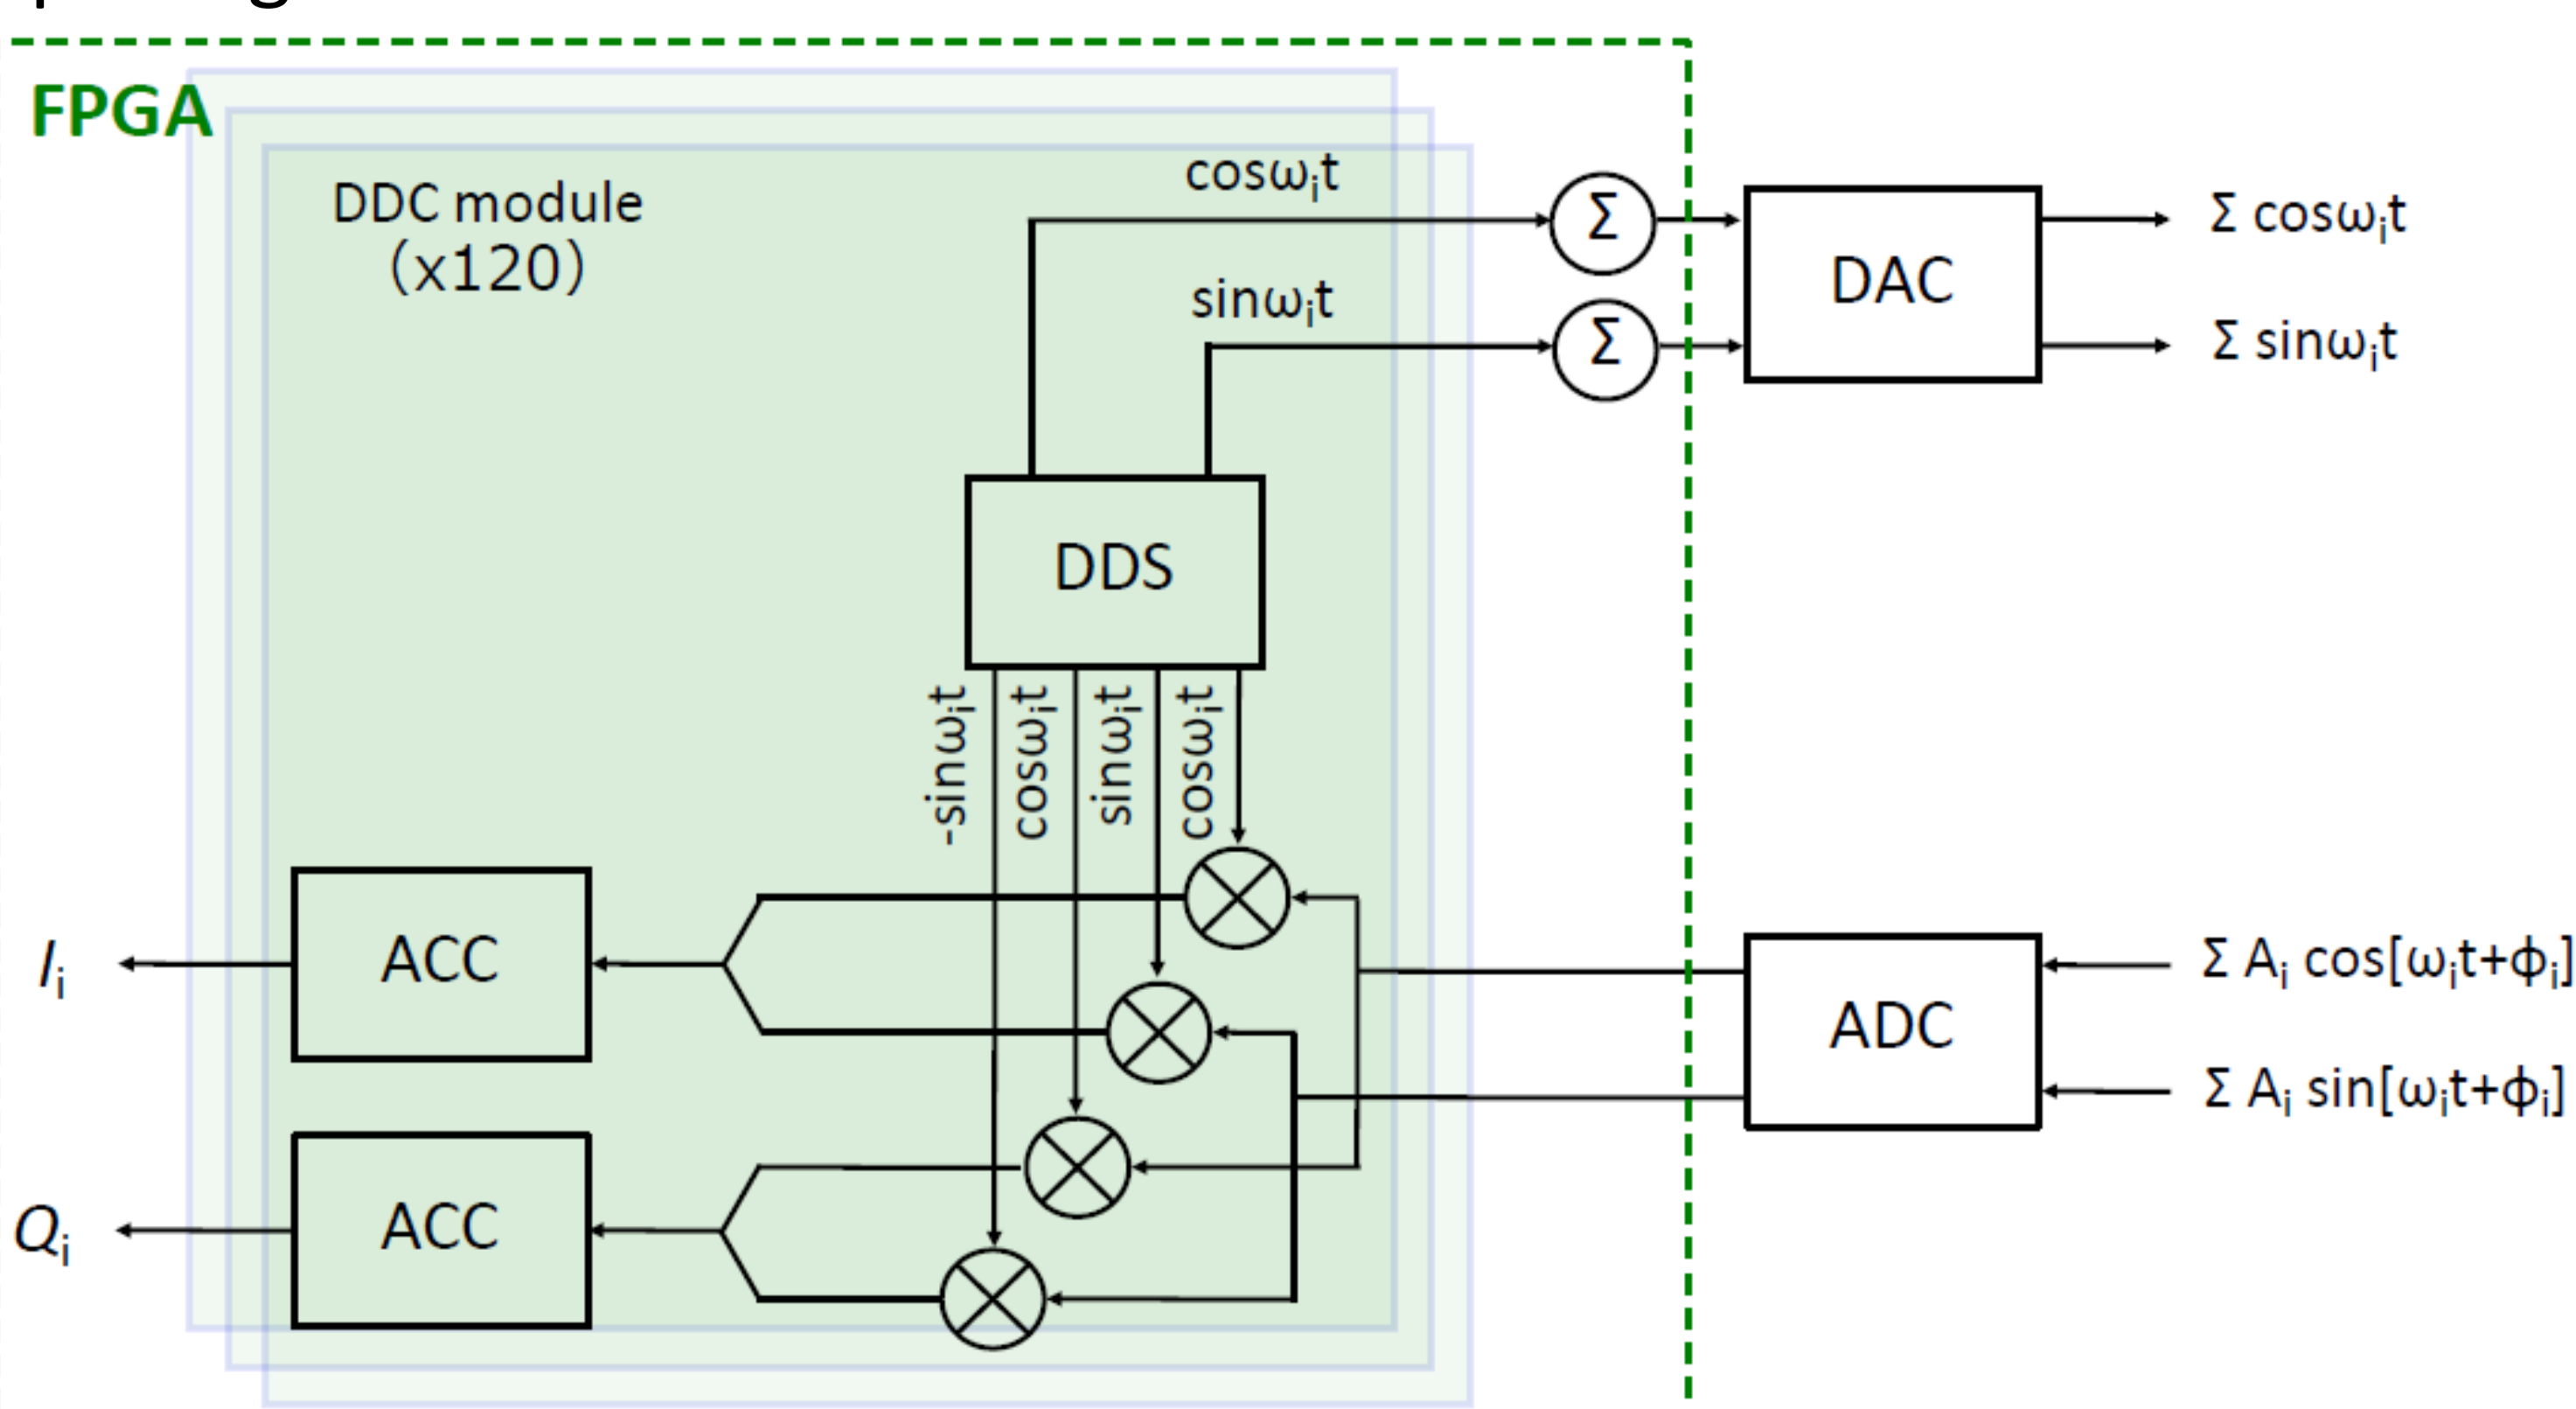 FPGA
DDC module
(x120)
cosωᵢt
sinωᵢt
Σ
Σ
DAC
Σ cosωᵢt
Σ sinωᵢt
DDS
-sinωᵢt
cosωᵢt
sinωᵢt
cosωᵢt
ACC
Iᵢ
ACC
Qᵢ
ADC
Σ Aᵢ cos[ωᵢt+ϕᵢ]
Σ Aᵢ sin[ωᵢt+ϕᵢ]